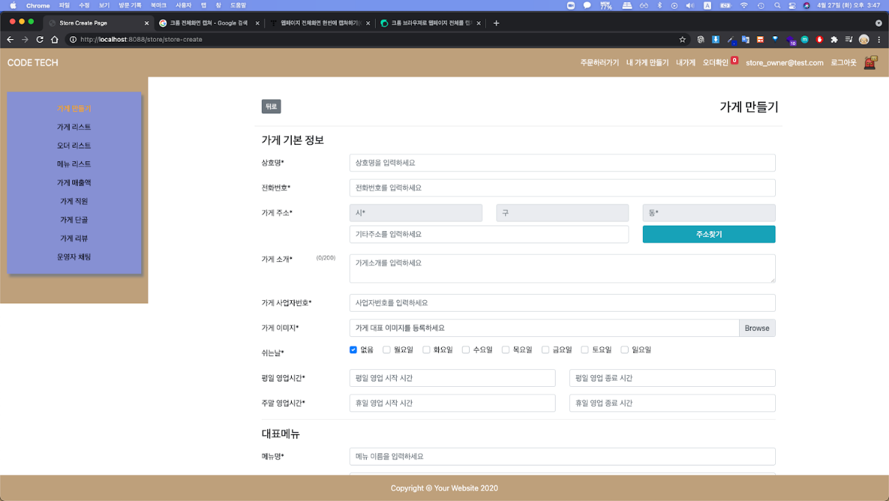 Chrome 파일 수정 보기 방문 기록 북마크 사용자 탭 창 도움말
4월 27일 (화) 오후 3:47
Store Create Page
그룹 전체화면 캡쳐 - Google 검색
웹페이지 전체화면 한번에 캡쳐하기
크롬 브라우저로 웹페이지 전체를 캡
http://localhost:8088/store/store-create
CODE TECH
주문하러가기 내 가게 만들기 내가게 오더확인 0 store_owner@test.com 로그아웃
가게 만들기
가게 리스트
오더 리스트
메뉴 리스트
가게 매출액
가게 직원
가게 단골
가게 리뷰
운영자 채팅
뒤로
가게 만들기
가게 기본 정보
상호명*
상호명을 입력하세요
전화번호*
전화번호를 입력하세요
가게 주소*
시*
구
동*
기타주소를 입력하세요
주소찾기
가게 소개*
(0/200)
가게소개를 입력하세요
가게 사업자번호*
사업자번호를 입력하세요
가게 이미지*
가게 대표 이미지를 등록하세요
Browse
쉬는날*
없음 월요일 화요일 수요일 목요일 금요일 토요일 일요일
평일 영업시간*
평일 영업 시작 시간
평일 영업 종료 시간
주말 영업시간*
휴일 영업 시작 시간
휴일 영업 종료 시간
대표메뉴
메뉴명*
메뉴 이름을 입력하세요
Copyright © Your Website 2020